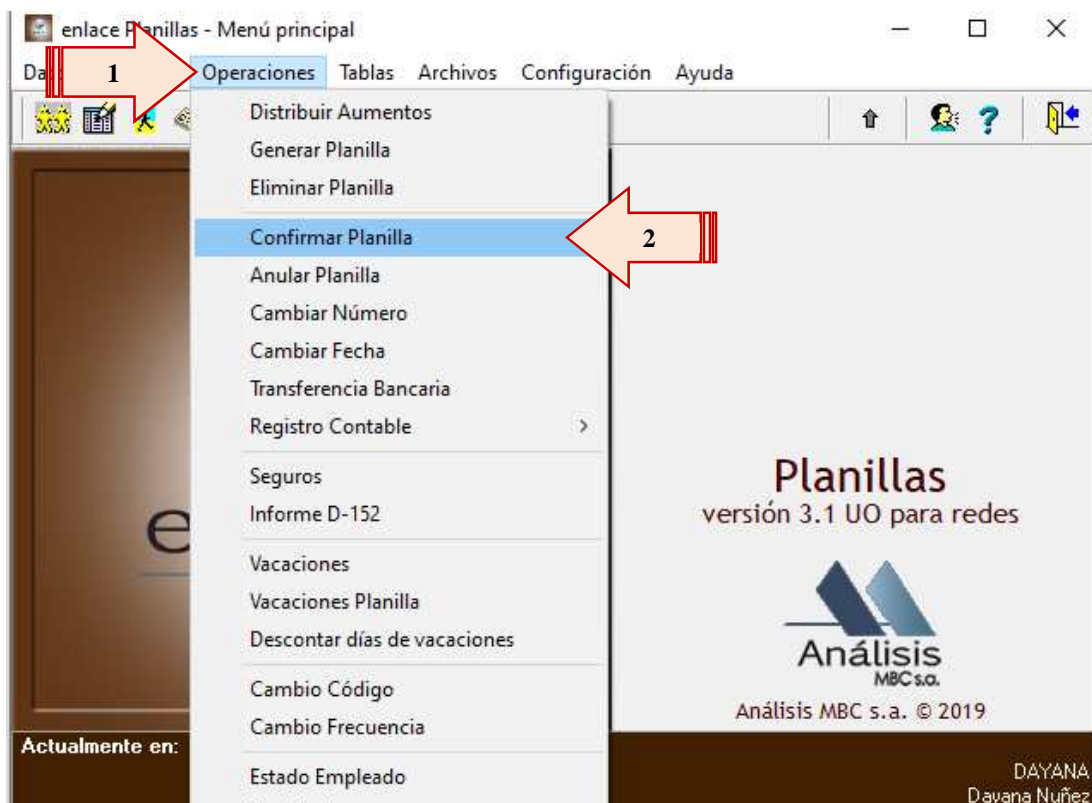 enlace Planillas - Menú principal
1
Operaciones Tablas Archivos Configuración Ayuda
Distribuir Aumentos
Generar Planilla
Eliminar Planilla
Confirmar Planilla
2
Anular Planilla
Cambiar Número
Cambiar Fecha
Transferencia Bancaria
Registro Contable
Seguros
Informe D-152
Vacaciones
Vacaciones Planilla
Descontar días de vacaciones
Cambio Código
Cambio Frecuencia
Estado Empleado
Planillas
versión 3.1 UO para redes
Análisis
MBC s.a.
Análisis MBC s.a. © 2019
Actualmente en:
DAYANA
Dayana Nuñez